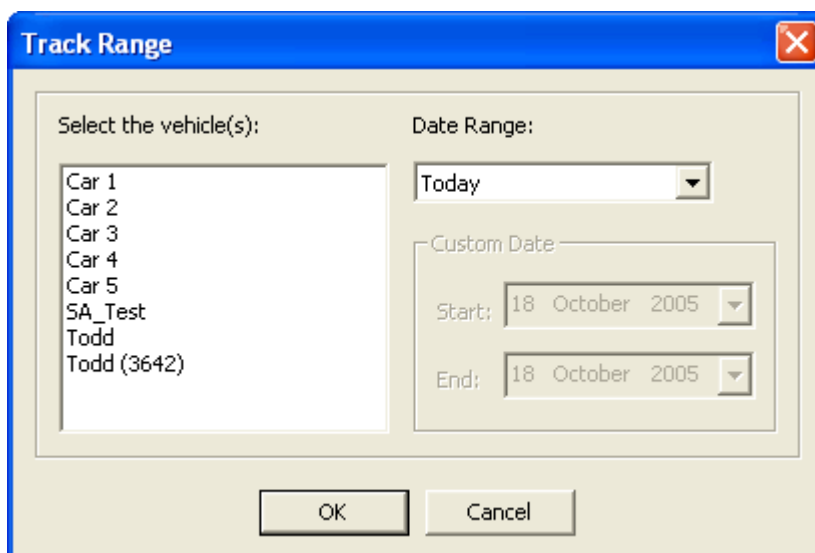 Track Range
Select the vehicle(s):
Car 1
Car 2
Car 3
Car 4
Car 5
SA_Test
Todd
Todd (3642)
Date Range:
Today
Custom Date
Start: 18 October 2005
End: 18 October 2005
OK Cancel